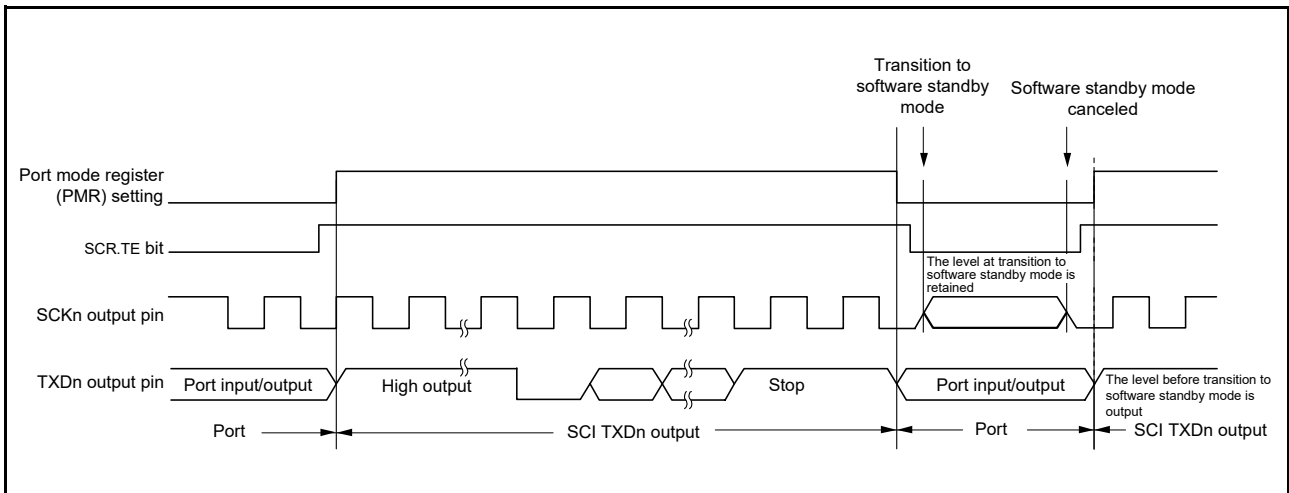 Transition to
software standby
mode
Software standby mode
canceled
Port mode register
(PMR) setting
SCR.TE bit
The level at transition to
software standby mode is
retained
SCKn output pin
TXDn output pin
Port input/output
High output
Stop
Port input/output
The level before transition to
software standby mode is
output
Port
SCI TXDn output
Port
SCI TXDn output